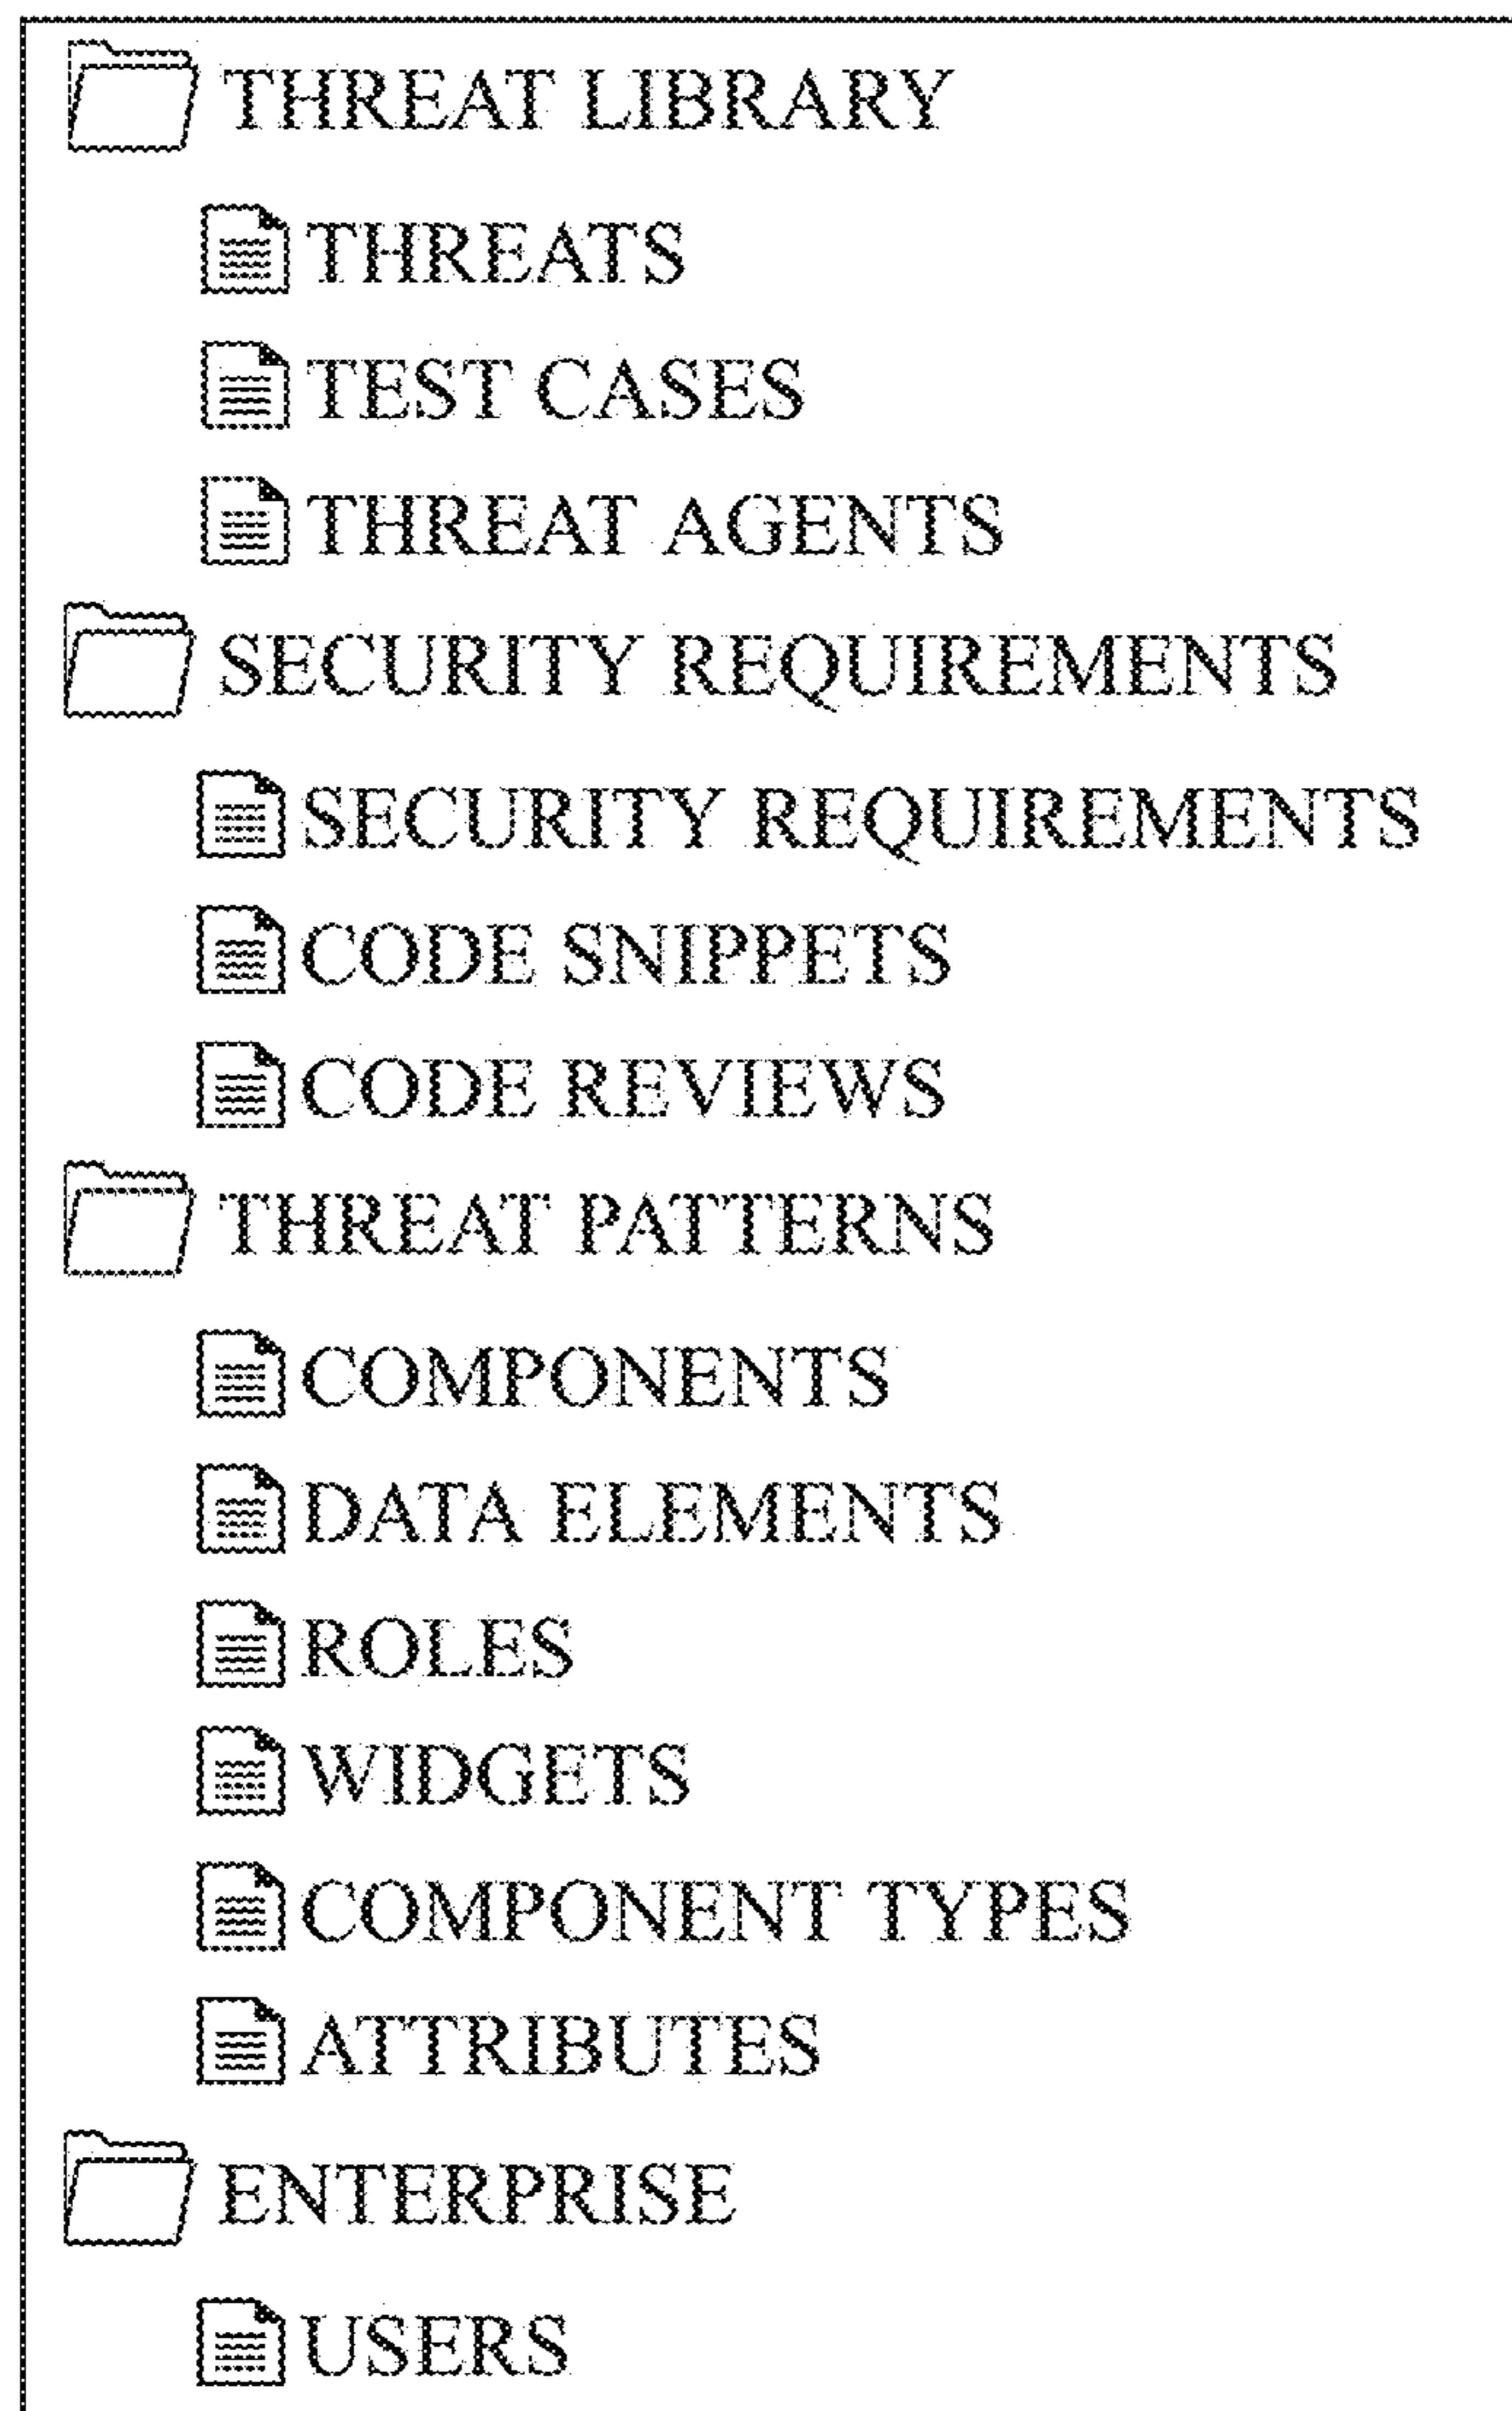 THREAT LIBRARY
THREATS
TEST CASES
THREAT AGENTS
SECURITY REQUIREMENTS
SECURITY REQUIREMENTS
CODE SNIPPETS
CODE REVIEWS
THREAT PATTERNS
COMPONENTS
DATA ELEMENTS
ROLES
WIDGETS
COMPONENT TYPES
ATTRIBUTES
ENTERPRISE
USERS